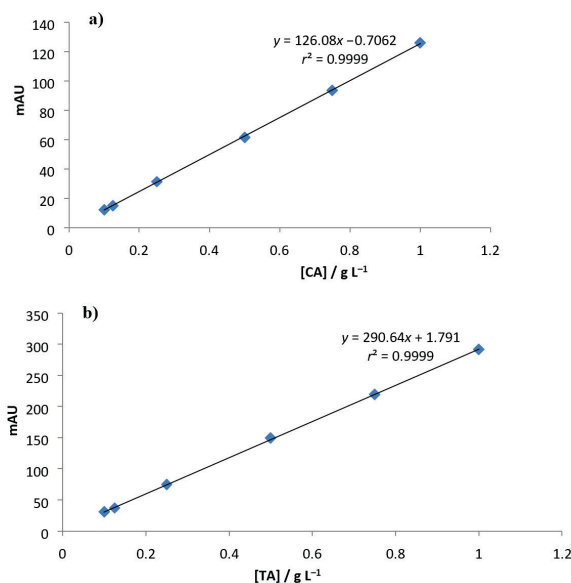 a)
140
120
100
80
60
40
20
0
mAU
y = 126.08x −0.7062
r² = 0.9999
0 0.2 0.4 0.6 0.8 1 1.2
[CA] / g L⁻¹
b)
350
300
250
200
150
100
50
0
mAU
y = 290.64x + 1.791
r² = 0.9999
0 0.2 0.4 0.6 0.8 1 1.2
[TA] / g L⁻¹